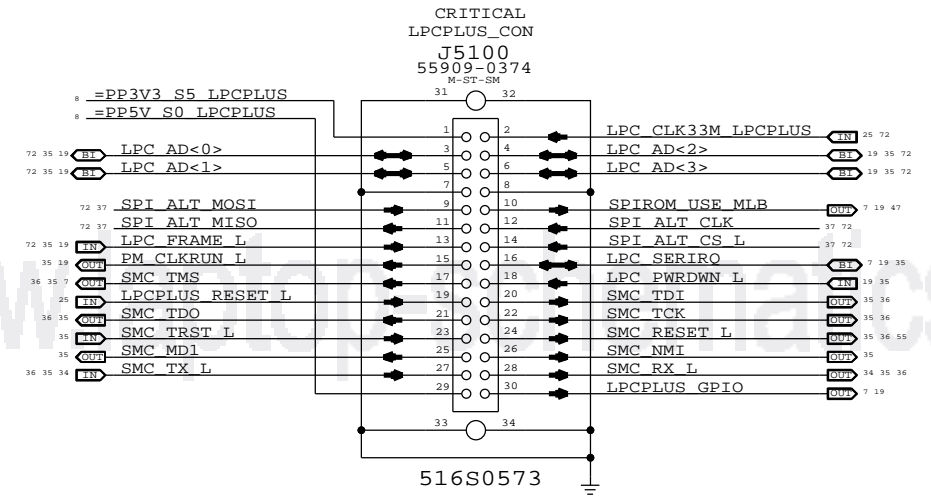 CRITICAL
LPCPLUS_CON
J5100
55909-0374
M-ST-SM
31 32
8 =PP3V3_S5_LPCPLUS
8 =PP5V_S0_LPCPLUS
1 2 LPC_CLK33M_LPCPLUS IN 25 72
72 35 19 BI LPC_AD<0> 3 4 LPC_AD<2> BI 19 35 72
72 35 19 BI LPC_AD<1> 5 6 LPC_AD<3> BI 19 35 72
7 8
72 37 SPI_ALT_MOSI 9 10 SPIROM_USE_MLB OUT 7 19 47
72 37 SPI_ALT_MISO 11 12 SPI_ALT_CLK 37 72
72 35 19 IN LPC_FRAME_L 13 14 SPI_ALT_CS_L 37 72
35 19 OUT PM_CLKRUN_L 15 16 LPC_SERIRQ BI 7 19 35
36 35 7 OUT SMC_TMS 17 18 LPC_PWRDWN_L IN 19 35
25 IN LPCPLUS_RESET_L 19 20 SMC_TDI OUT 35 36
36 35 OUT SMC_TDO 21 22 SMC_TCK OUT 35 36
35 IN SMC_TRST_L 23 24 SMC_RESET_L OUT 35 36 55
35 OUT SMC_MD1 25 26 SMC_NMI OUT 35
36 35 34 IN SMC_TX_L 27 28 SMC_RX_L OUT 34 35 36
29 30 LPCPLUS_GPIO OUT 7 19
33 34
516S0573